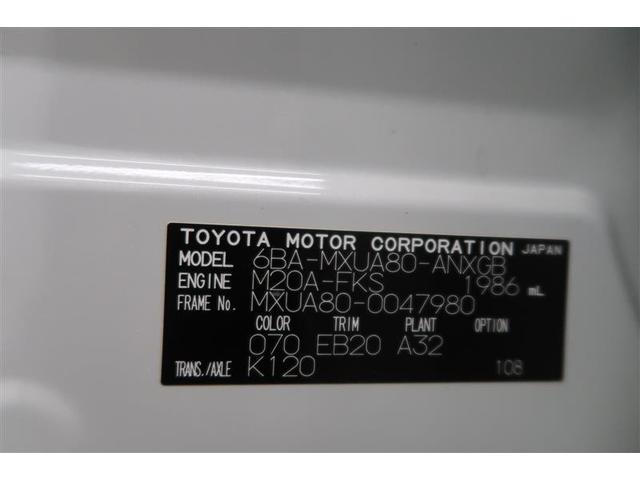 TOYOTA MOTOR CORPORATION JAPAN
MODEL 6BA-MXUA80-ANXGB
ENGINE M20A-FKS 1986 mL
FRAME No. MXUA80-0047980
COLOR TRIM PLANT OPTION
070 EB20 A32
TRANS./AXLE K120 108